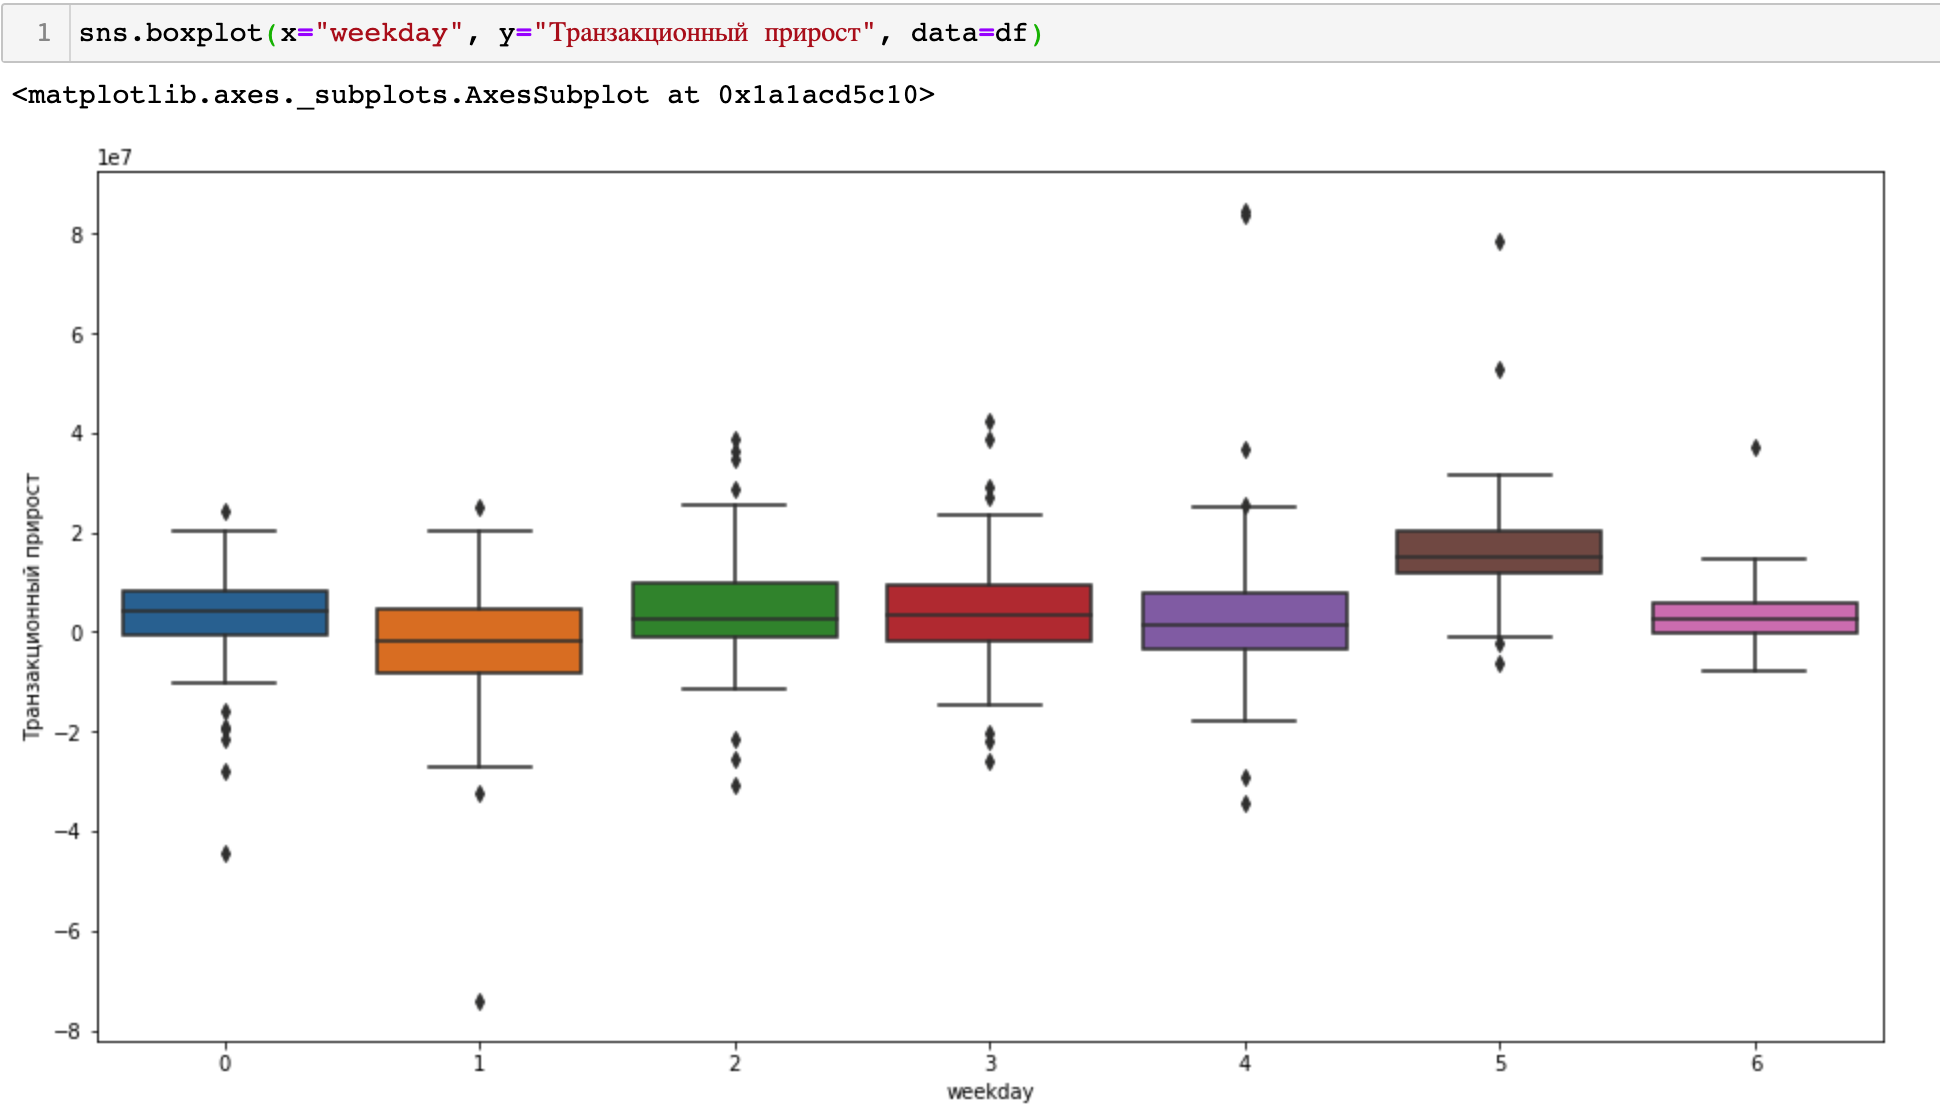 1 sns.boxplot(x="weekday", y="Транзакционный прирост", data=df)
<matplotlib.axes._subplots.AxesSubplot at 0x1a1acd5c10>
1e7
8
6
4
2
0
−2
−4
−6
−8
Транзакционный прирост
0 1 2 3 4 5 6
weekday